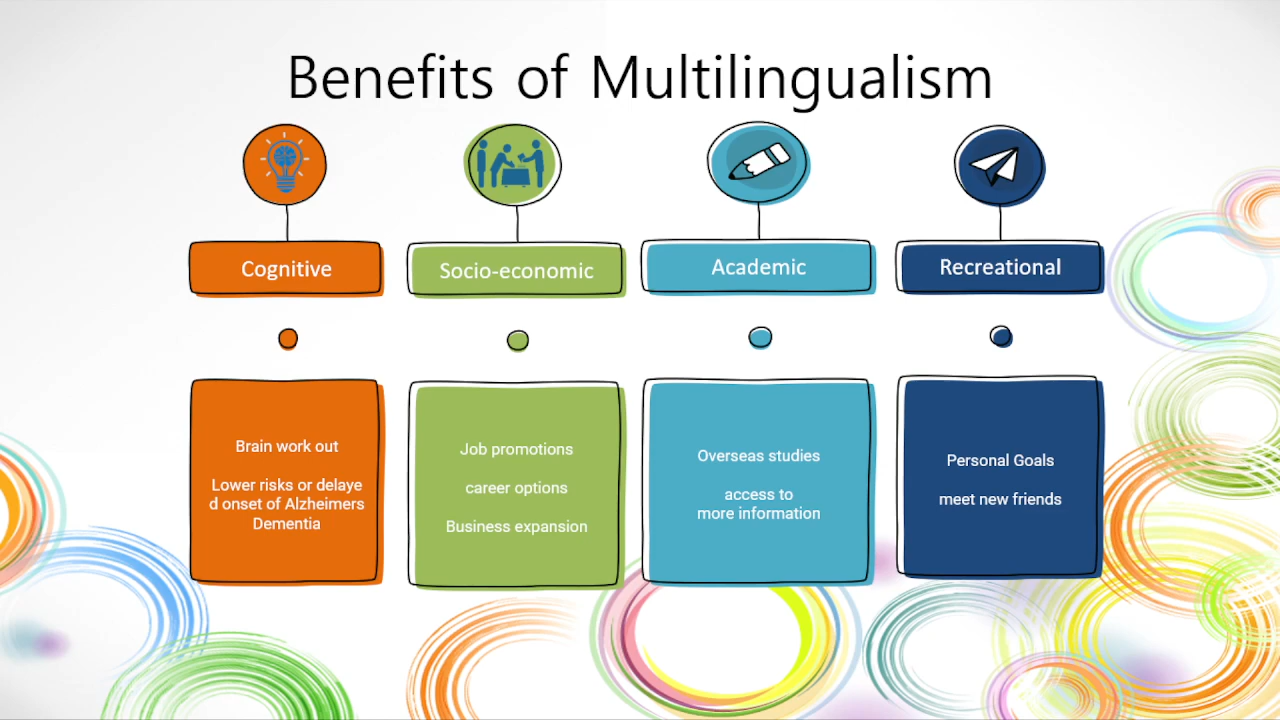 Benefits of Multilingualism
Cognitive
Socio-economic
Academic
Recreational
Brain work out
Lower risks or delaye
d onset of Alzheimers
Dementia
Job promotions
career options
Business expansion
Overseas studies
access to
more information
Personal Goals
meet new friends